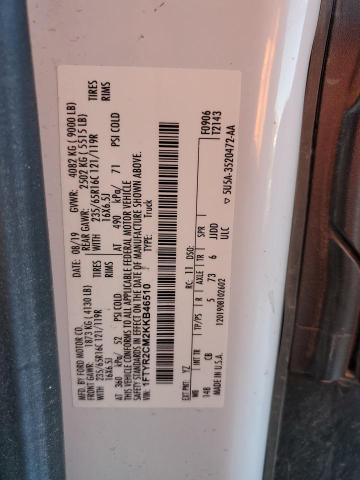 MFD. BY FORD MOTOR CO.
DATE: 08/19 GVWR: 4082 KG ( 9000 LB)
FRONT GAWR: 1873 KG ( 4130 LB) REAR GAWR: 2502 KG ( 5515 LB)
235/65R16C 121/119R TIRES WITH 235/65R16C 121/119R TIRES
16X6.5J RIMS 16X6.5J RIMS
AT 360 kPa/ 52 PSI COLD AT 490 kPa/ 71 PSI COLD
THIS VEHICLE CONFORMS TO ALL APPLICABLE FEDERAL MOTOR VEHICLE
SAFETY STANDARDS IN EFFECT ON THE DATE OF MANUFACTURE SHOWN ABOVE.
VIN: 1FTYR2CM2KKB46510
TYPE: Truck
F0906
T2143
EXT PNT: YZ RC: 11 DSO:
WB INT TR TP/PS R AXLE TR SPR
148 CB 5 73 6 JJDD
MADE IN U.S.A. ULC
1201908102602
5U5A-3520472-AA